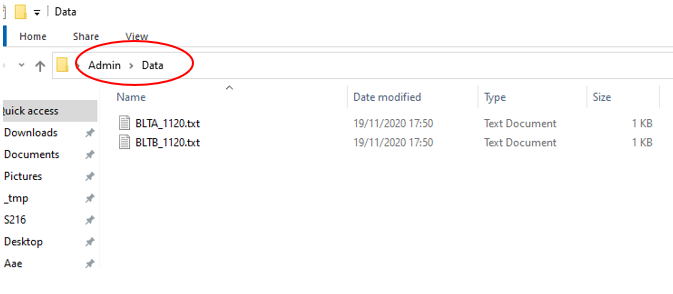 Data
Home Share View
Admin > Data
Name Date modified Type Size
Quick access
Downloads
Documents
Pictures
_tmp
S216
Desktop
Aae
BLTA_1120.txt 19/11/2020 17:50 Text Document 1 KB
BLTB_1120.txt 19/11/2020 17:50 Text Document 1 KB